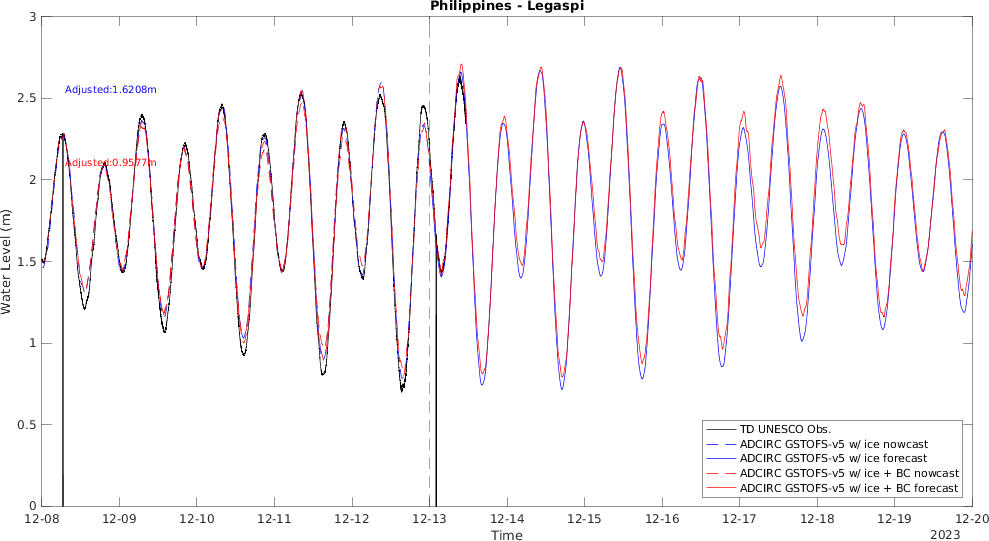 Philippines - Legaspi
3
2.5
2
1.5
1
0.5
0
Water Level (m)
Adjusted:1.6208m
Adjusted:0.9577m
TD UNESCO Obs.
ADCIRC GSTOFS-v5 w/ ice nowcast
ADCIRC GSTOFS-v5 w/ ice forecast
ADCIRC GSTOFS-v5 w/ ice + BC nowcast
ADCIRC GSTOFS-v5 w/ ice + BC forecast
12-08 12-09 12-10 12-11 12-12 12-13 12-14 12-15 12-16 12-17 12-18 12-19 12-20
Time
2023